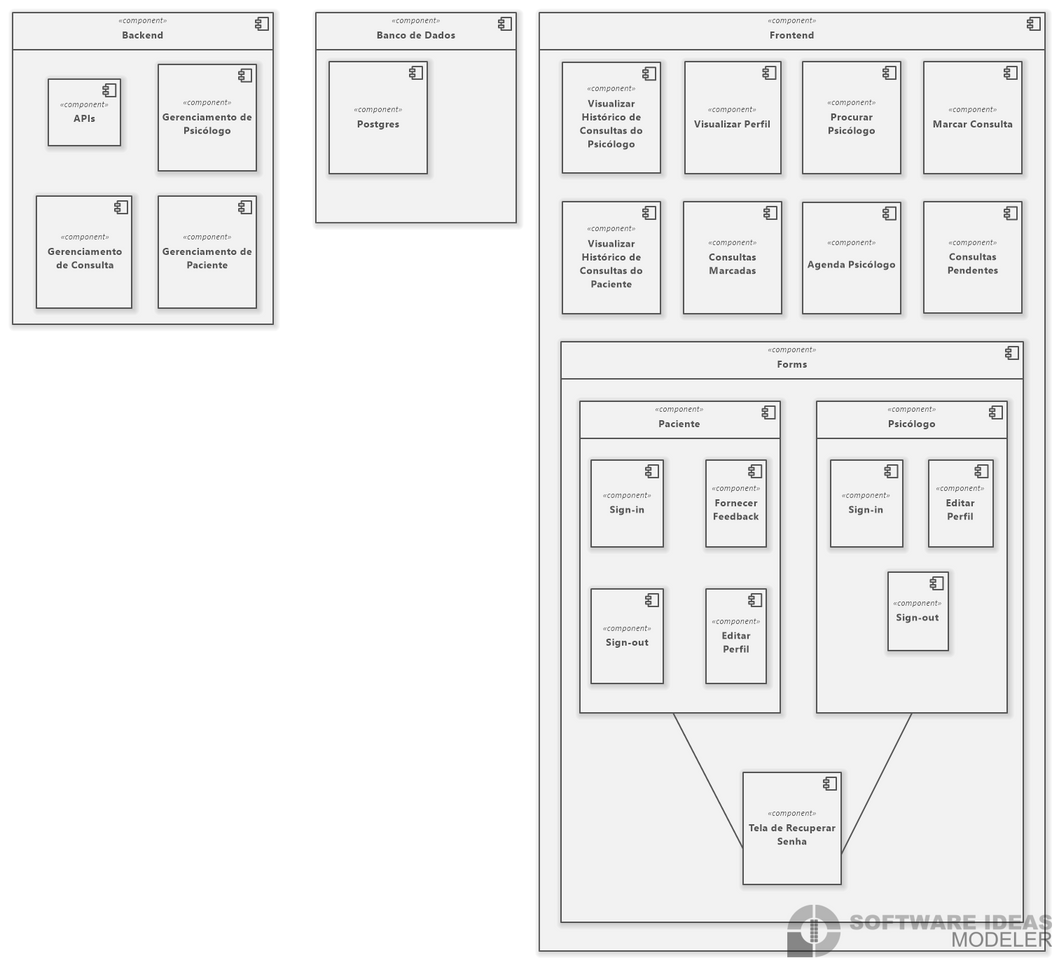 «component»
Backend
«component»
APIs
«component»
Gerenciamento de
Psicólogo
«component»
Gerenciamento
de Consulta
«component»
Gerenciamento de
Paciente
«component»
Banco de Dados
«component»
Postgres
«component»
Frontend
«component»
Visualizar
Histórico de
Consultas do
Psicólogo
«component»
Visualizar Perfil
«component»
Procurar
Psicólogo
«component»
Marcar Consulta
«component»
Visualizar
Histórico de
Consultas do
Paciente
«component»
Consultas
Marcadas
«component»
Agenda Psicólogo
«component»
Consultas
Pendentes
«component»
Forms
«component»
Paciente
«component»
Sign-in
«component»
Fornecer
Feedback
«component»
Sign-out
«component»
Editar
Perfil
«component»
Psicólogo
«component»
Sign-in
«component»
Editar
Perfil
«component»
Sign-out
«component»
Tela de Recuperar
Senha
SOFTWARE IDEAS
MODELER